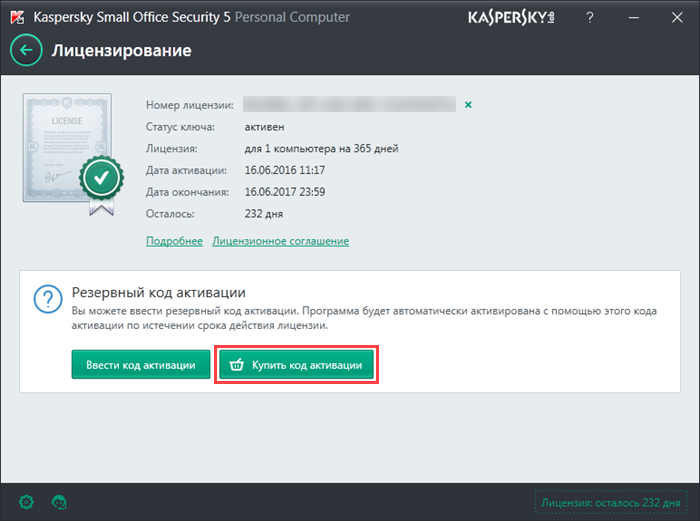 Kaspersky Small Office Security 5 Personal Computer
KASPERSKY lab
Лицензирование
LICENSE
Номер лицензии:
Статус ключа: активен
Лицензия: для 1 компьютера на 365 дней
Дата активации: 16.06.2016 11:17
Дата окончания: 16.06.2017 23:59
Осталось: 232 дня
Подробнее Лицензионное соглашение
Резервный код активации
Вы можете ввести резервный код активации. Программа будет автоматически активирована с помощью этого кода
активации по истечении срока действия лицензии.
Ввести код активации
Купить код активации
Лицензия: осталось 232 дня